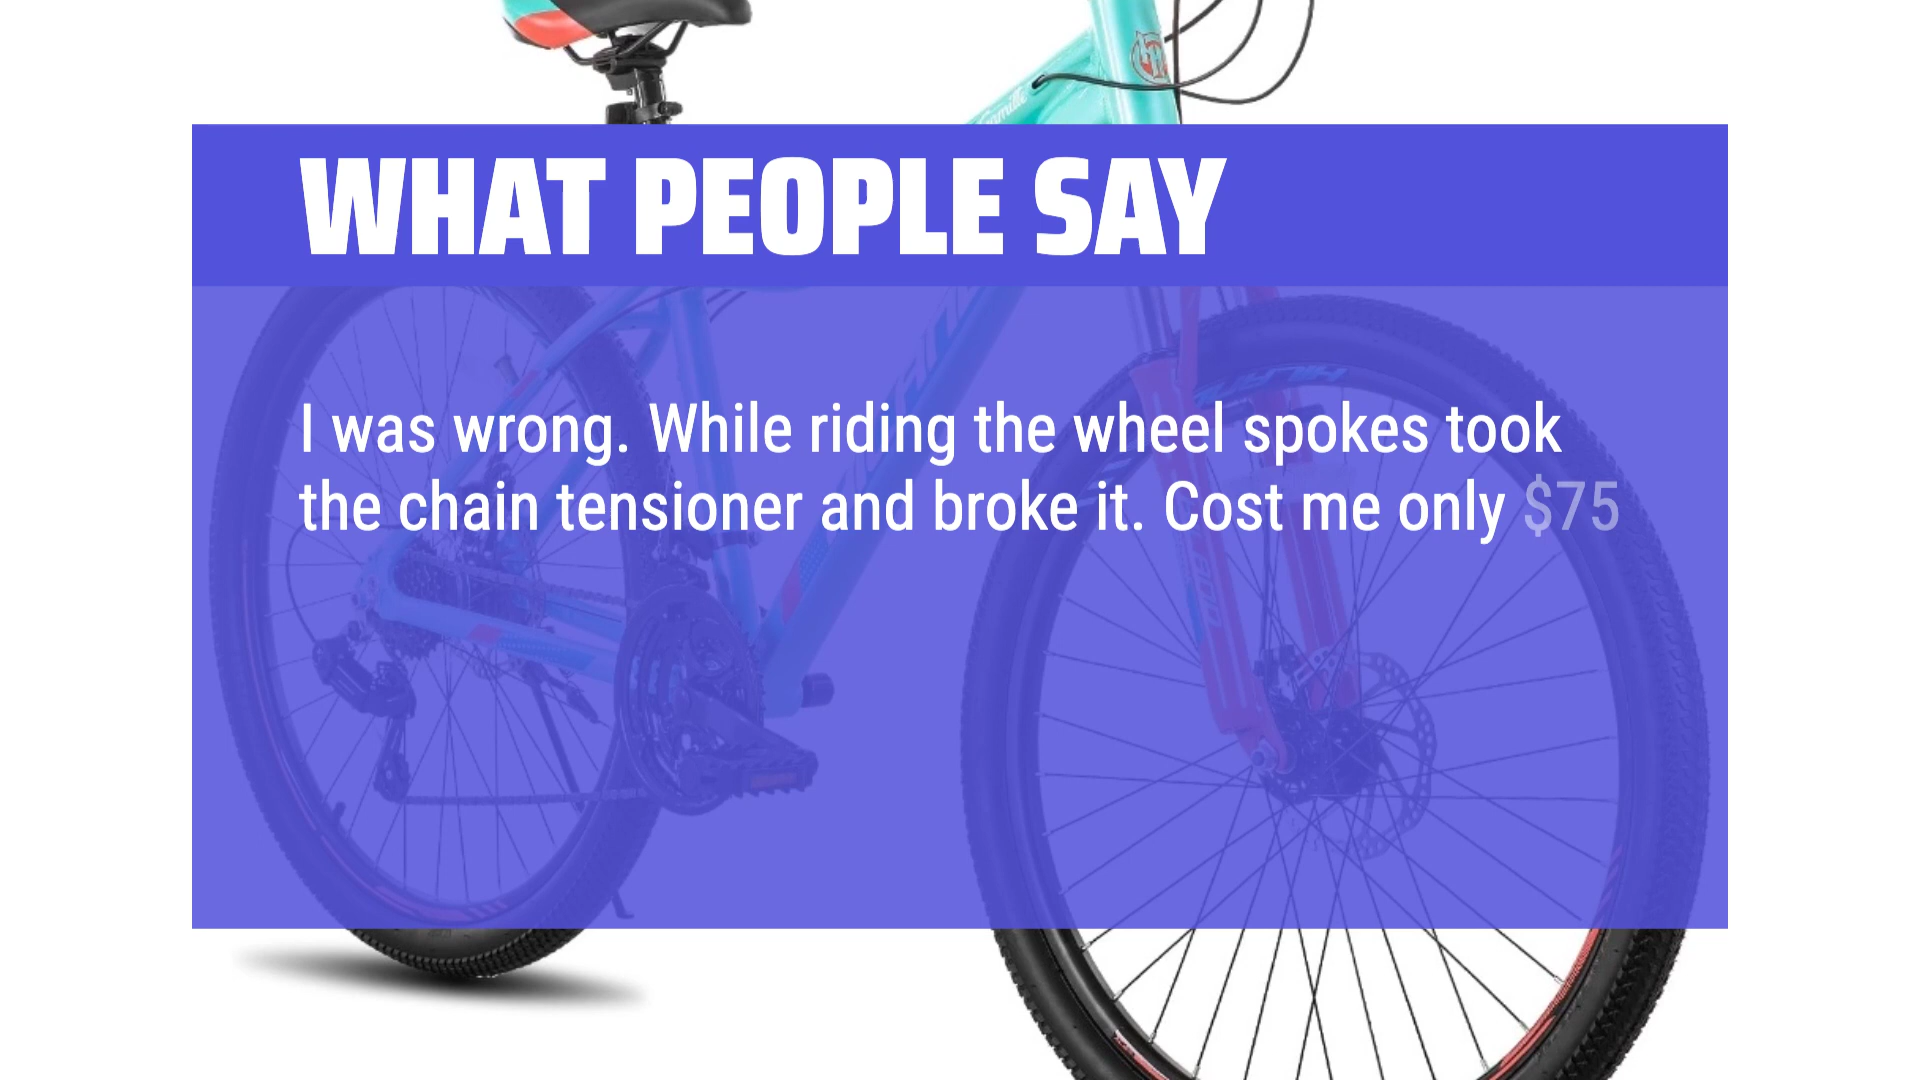 WHAT PEOPLE SAY
I was wrong. While riding the wheel spokes took
the chain tensioner and broke it. Cost me only $75